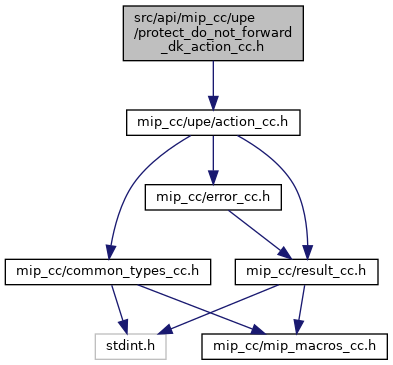 src/api/mip_cc/upe
/protect_do_not_forward
_dk_action_cc.h
mip_cc/upe/action_cc.h
mip_cc/error_cc.h
mip_cc/common_types_cc.h
mip_cc/result_cc.h
stdint.h
mip_cc/mip_macros_cc.h